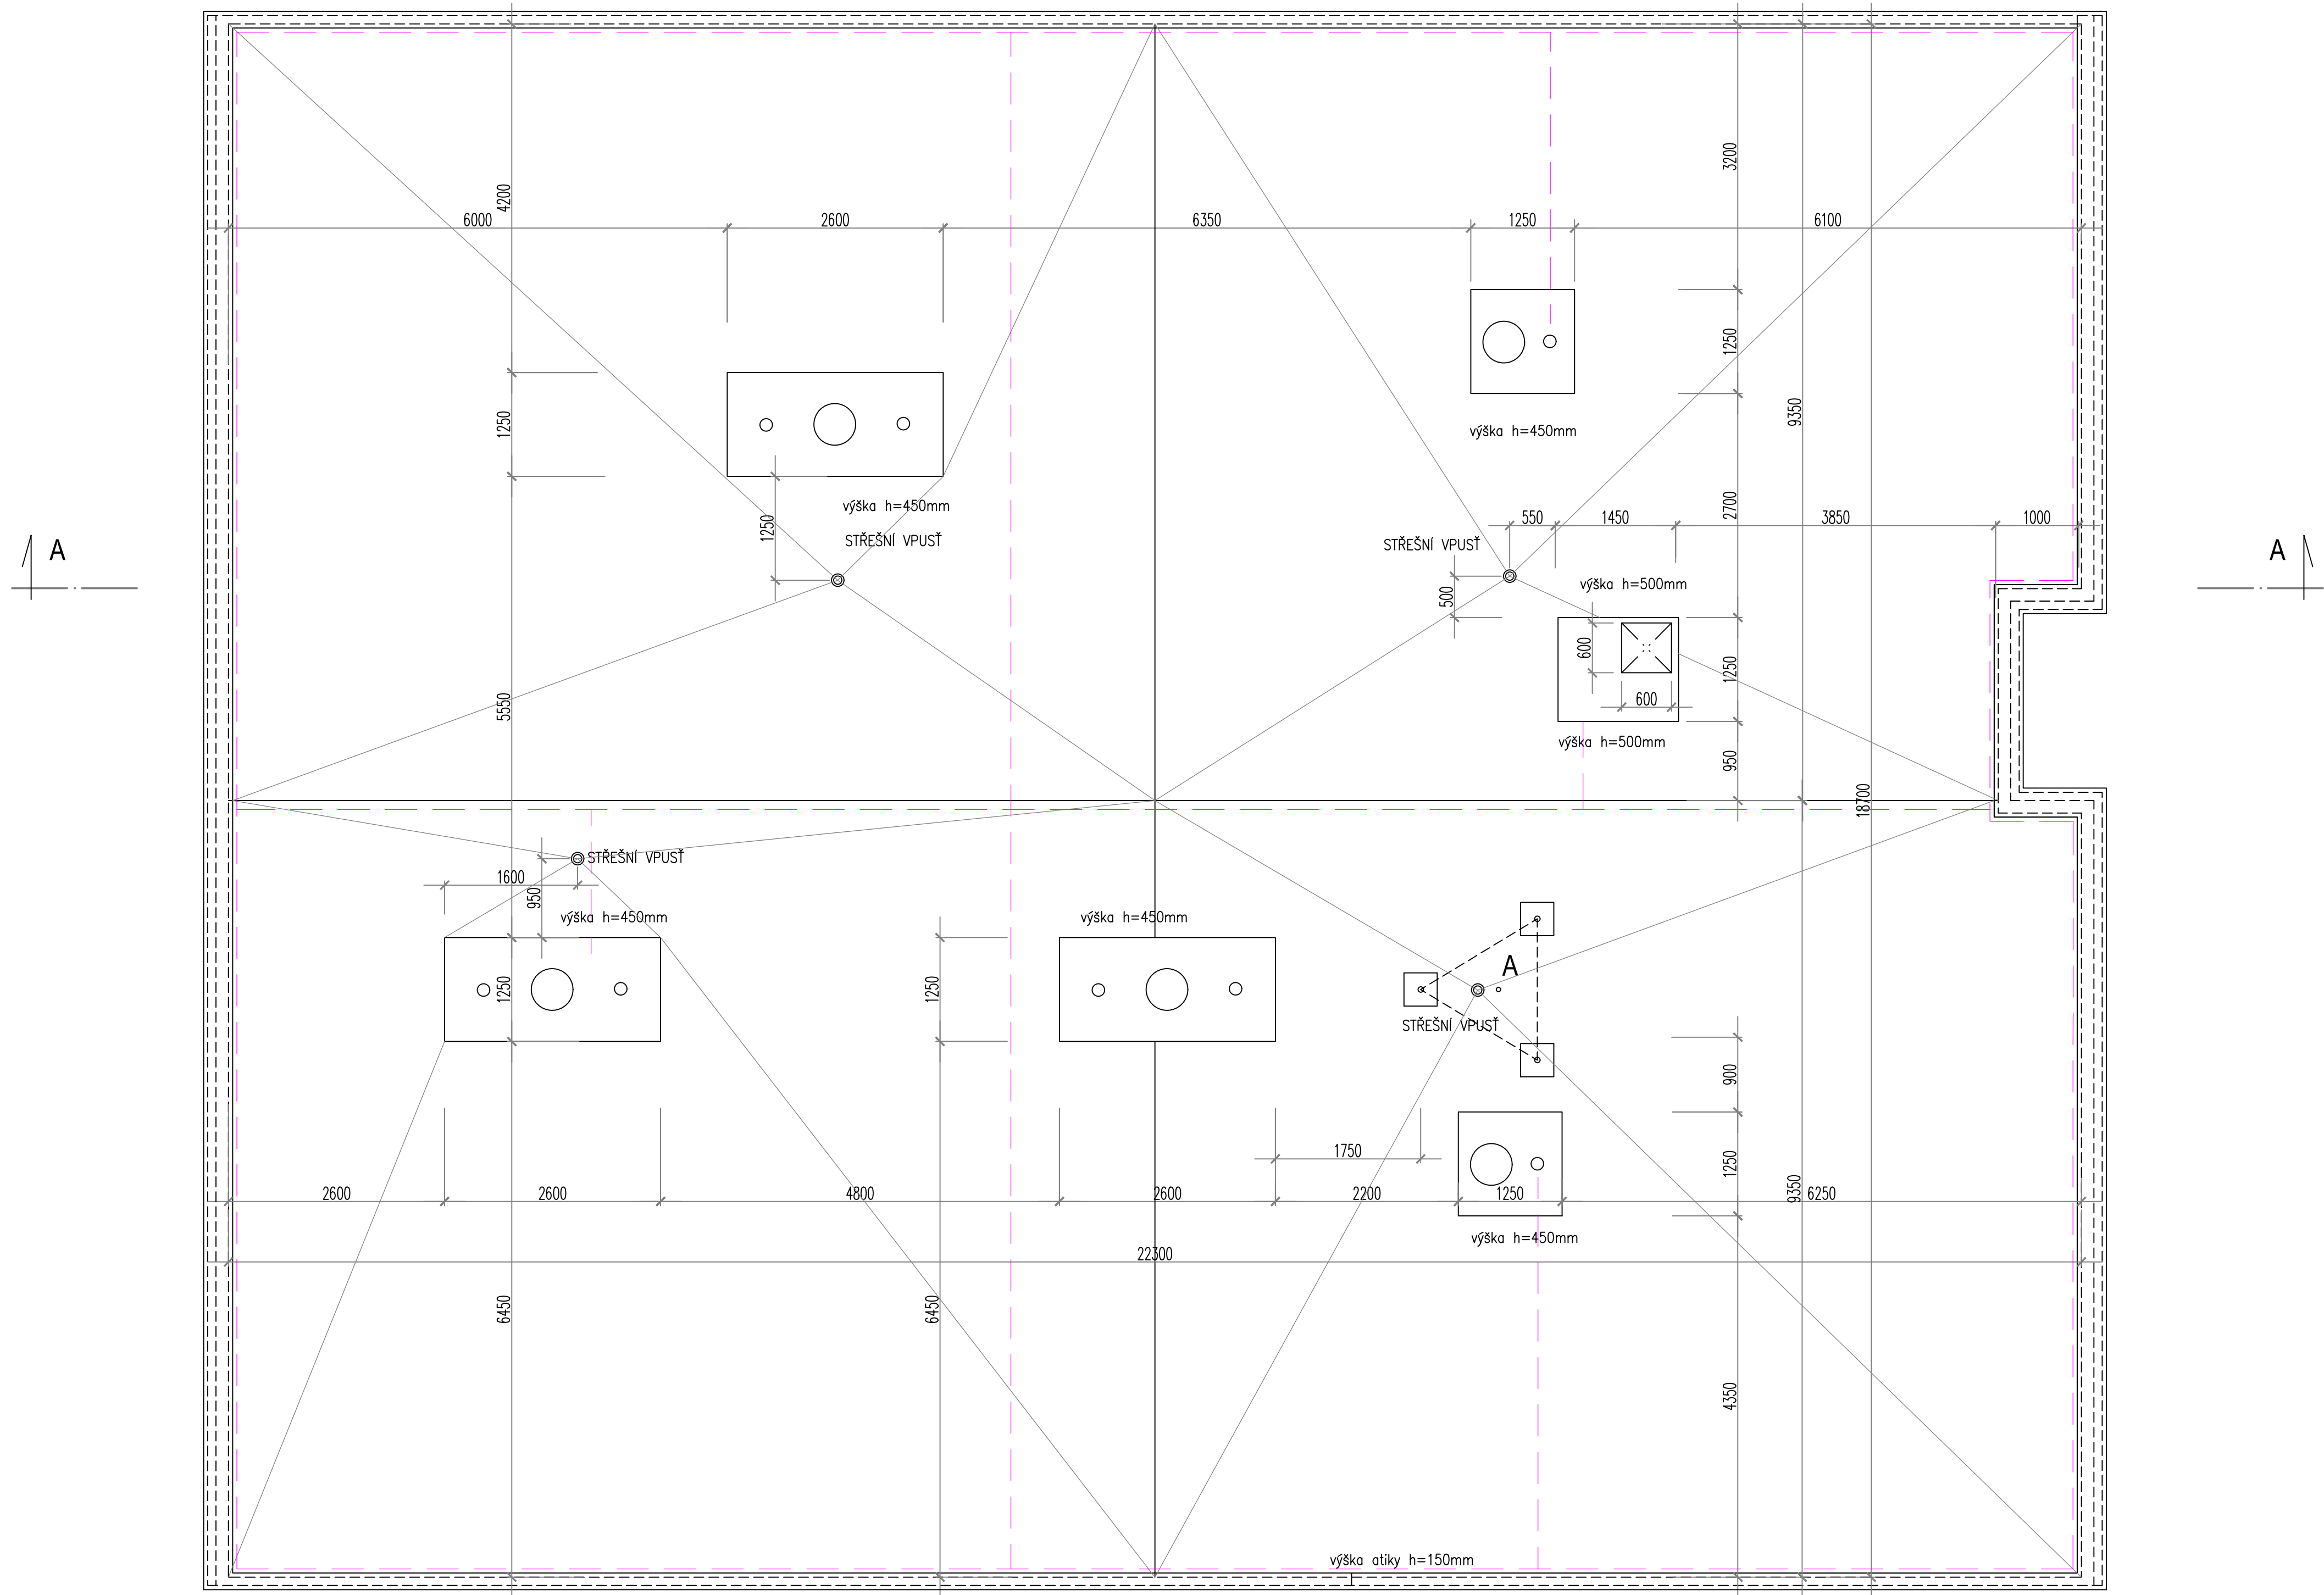 3200
4200
6000
2600
6350
1250
6100
1250
1250
9350
výška h=450mm
výška h=450mm
2700
1250
550
1450
3850
1000
STŘEŠNÍ VPUSŤ
STŘEŠNÍ VPUSŤ
A
A
výška h=500mm
500
600
1250
600
5550
výška h=500mm
950
18700
STŘEŠNÍ VPUSŤ
1600
950
výška h=450mm
výška h=450mm
A
1250
1250
STŘEŠNÍ VPUSŤ
900
1750
1250
2600
2600
4800
2600
2200
1250
9350
6250
výška h=450mm
22300
6450
6450
4350
výška atiky h=150mm